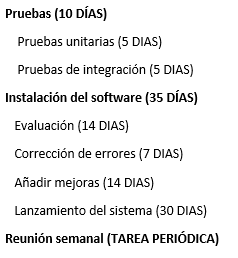 Pruebas (10 DÍAS)
Pruebas unitarias (5 DIAS)
Pruebas de integración (5 DIAS)
Instalación del software (35 DÍAS)
Evaluación (14 DIAS)
Corrección de errores (7 DIAS)
Añadir mejoras (14 DIAS)
Lanzamiento del sistema (30 DIAS)
Reunión semanal (TAREA PERIÓDICA)